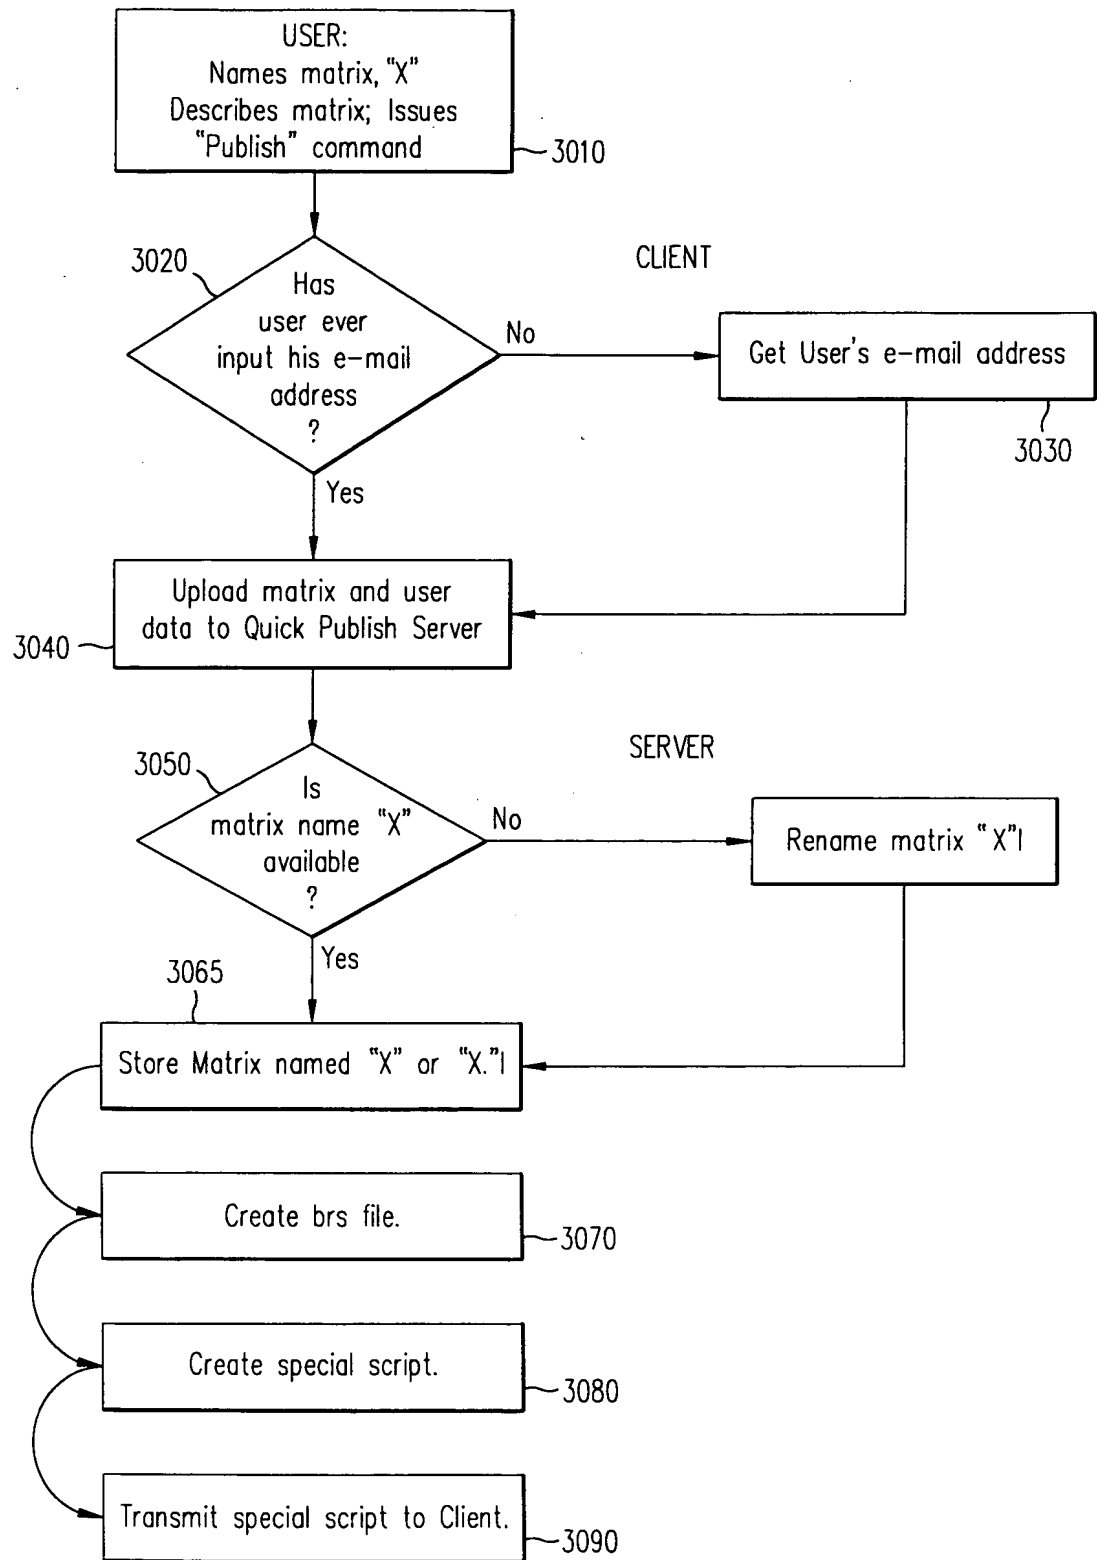 USER:
Names matrix, "X"
Describes matrix; Issues
"Publish" command
3010
3020
Has
user ever
input his e-mail
address
?
No
Yes
CLIENT
Get User's e-mail address
3030
Upload matrix and user
data to Quick Publish Server
3040
SERVER
3050
Is
matrix name "X"
available
?
No
Yes
Rename matrix "X"1
3065
Store Matrix named "X" or "X."1
Create brs file.
3070
Create special script.
3080
Transmit special script to Client.
3090